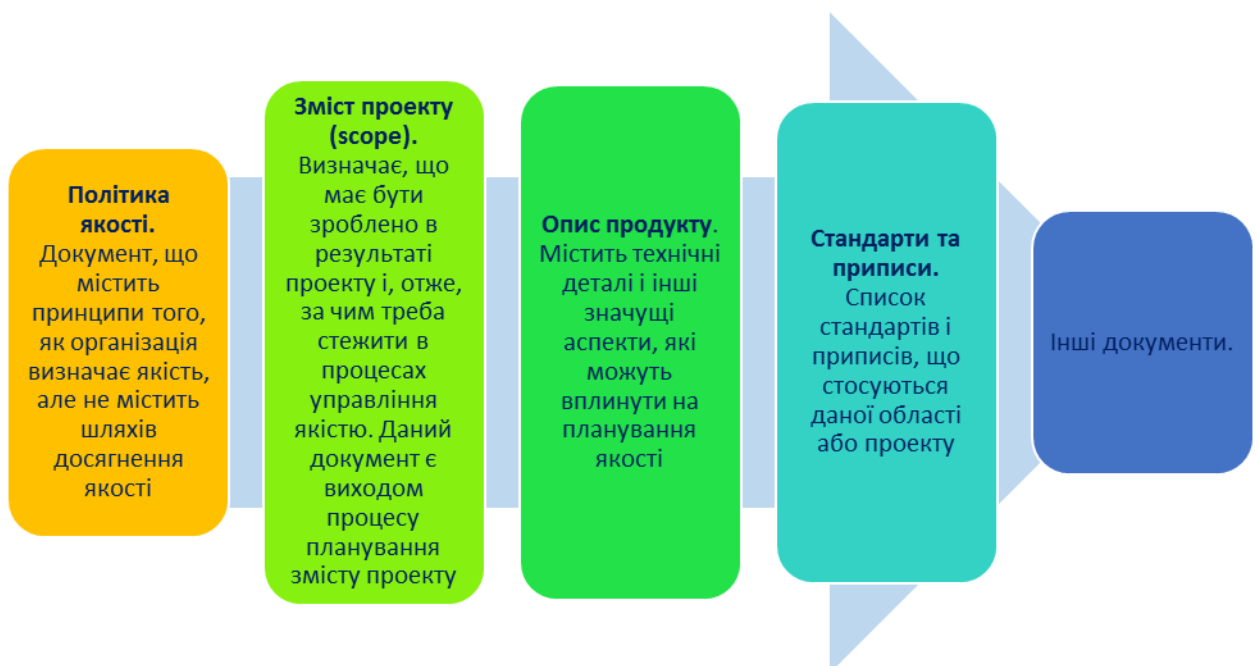 Політика
якості.
Документ, що
містить
принципи того,
як організація
визначає якість,
але не містить
шляхів
досягнення
якості
Зміст проекту
(scope).
Визначає, що
має бути
зроблено в
результаті
проекту і, отже,
за чим треба
стежити в
процесах
управління
якістю. Даний
документ є
виходом
процесу
планування
змісту проекту
Опис продукту.
Містить технічні
деталі і інші
значущі
аспекти, які
можуть
вплинути на
планування
якості
Стандарти та
приписи.
Список
стандартів і
приписів, що
стосуються
даної області
або проекту
Інші документи.